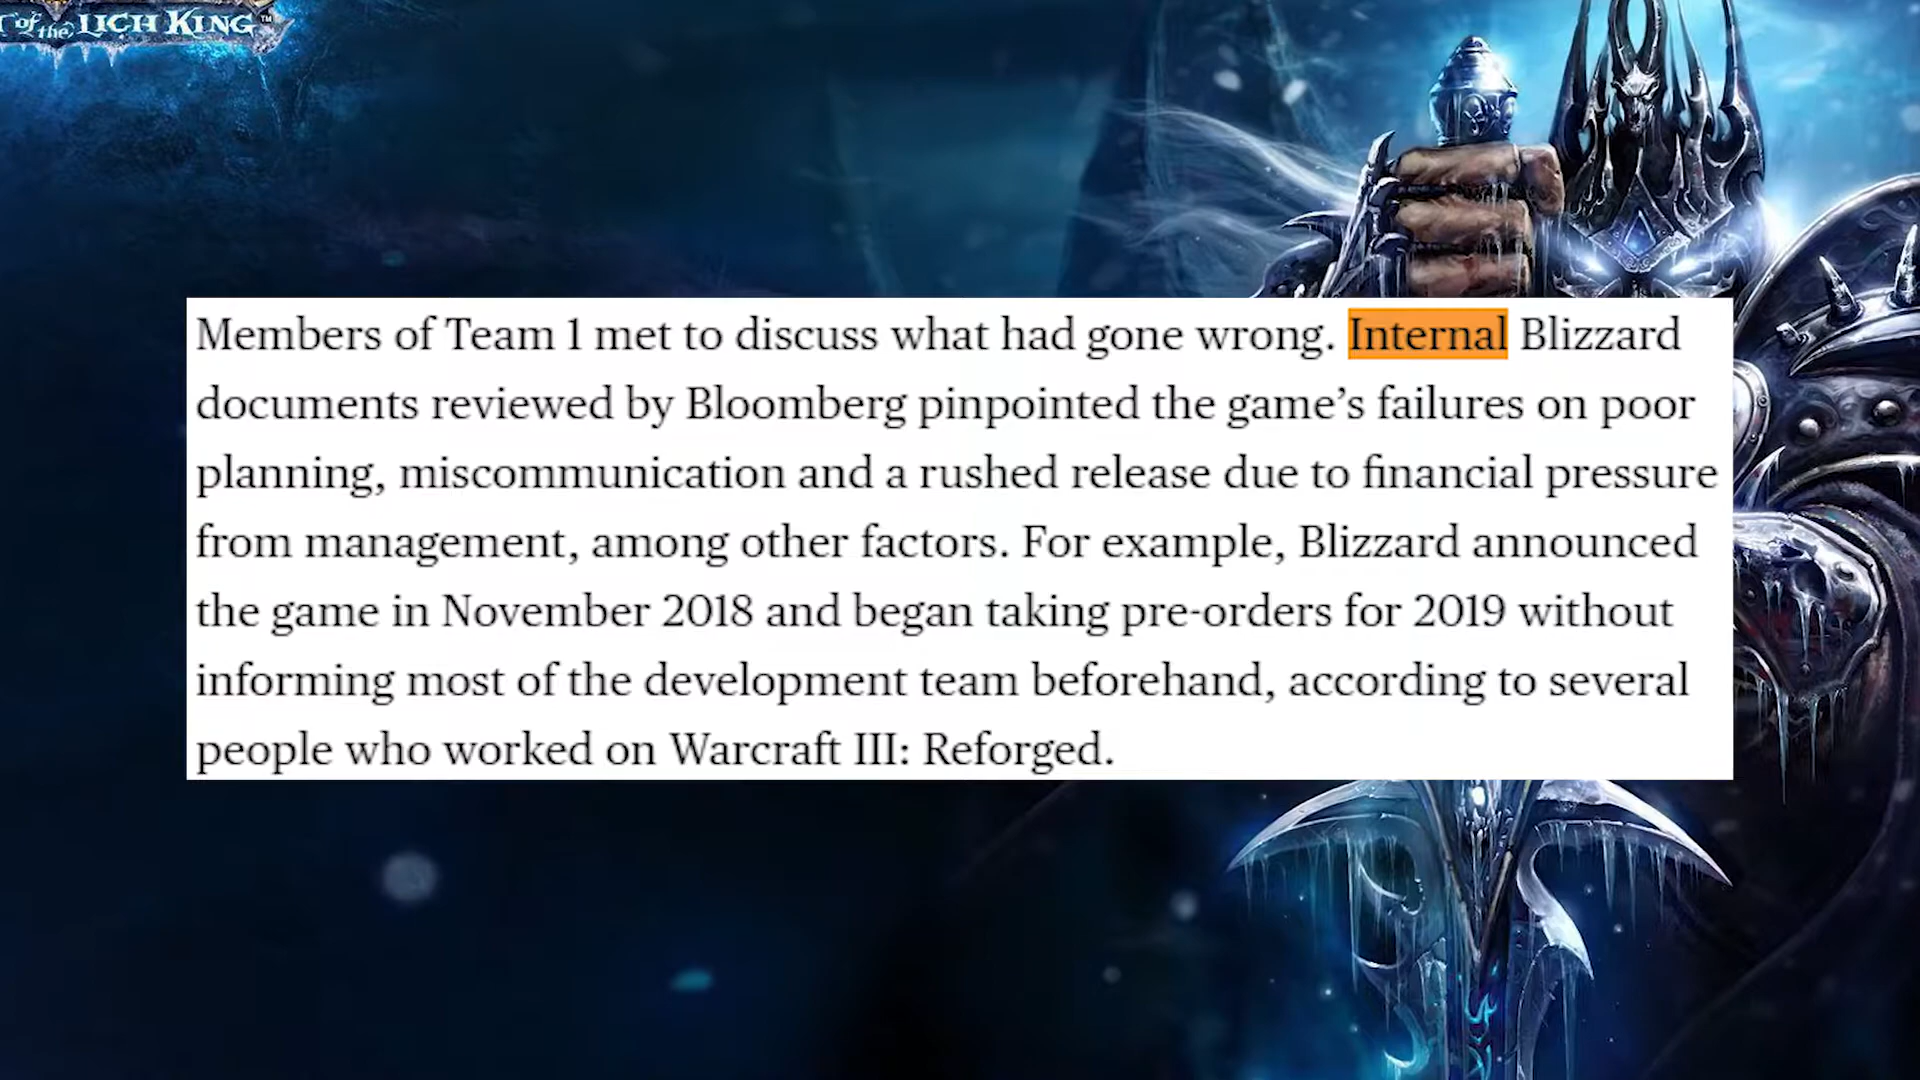 of the LICH KING™
Members of Team 1 met to discuss what had gone wrong. Internal Blizzard
documents reviewed by Bloomberg pinpointed the game’s failures on poor
planning, miscommunication and a rushed release due to financial pressure
from management, among other factors. For example, Blizzard announced
the game in November 2018 and began taking pre-orders for 2019 without
informing most of the development team beforehand, according to several
people who worked on Warcraft III: Reforged.